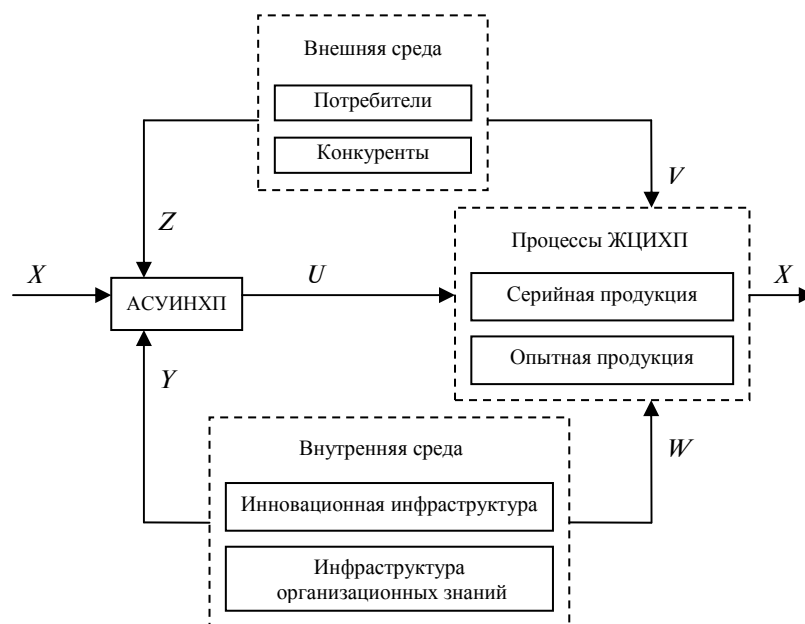 Внешняя среда
Потребители
Конкуренты
Z
V
X
АСУИНХП
U
Процессы ЖЦИХП
Серийная продукция
Опытная продукция
X
Y
W
Внутренняя среда
Инновационная инфраструктура
Инфраструктура
организационных знаний